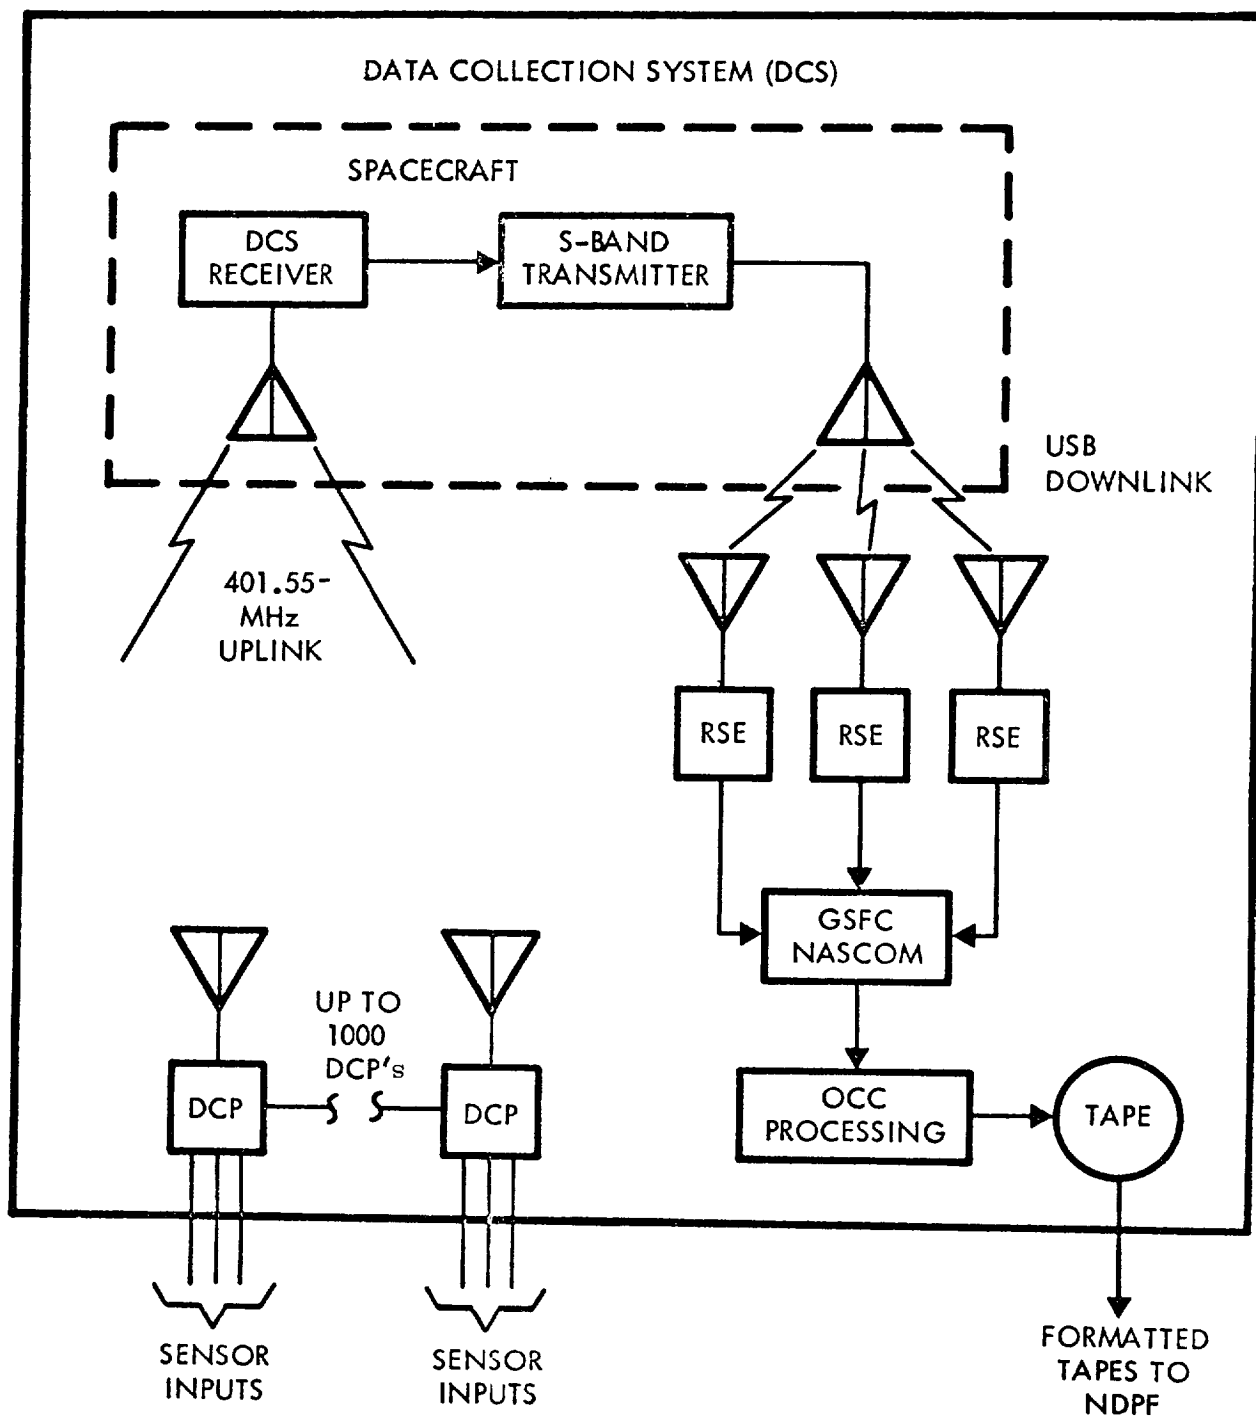 DATA COLLECTION SYSTEM (DCS)
SPACECRAFT
DCS
RECEIVER
S-BAND
TRANSMITTER
USB
DOWNLINK
401.55-
MHz
UPLINK
RSE
RSE
RSE
GSFC
NASCOM
UP TO
1000
DCP's
DCP
DCP
OCC
PROCESSING
TAPE
SENSOR
INPUTS
SENSOR
INPUTS
FORMATTED
TAPES TO
NDPF